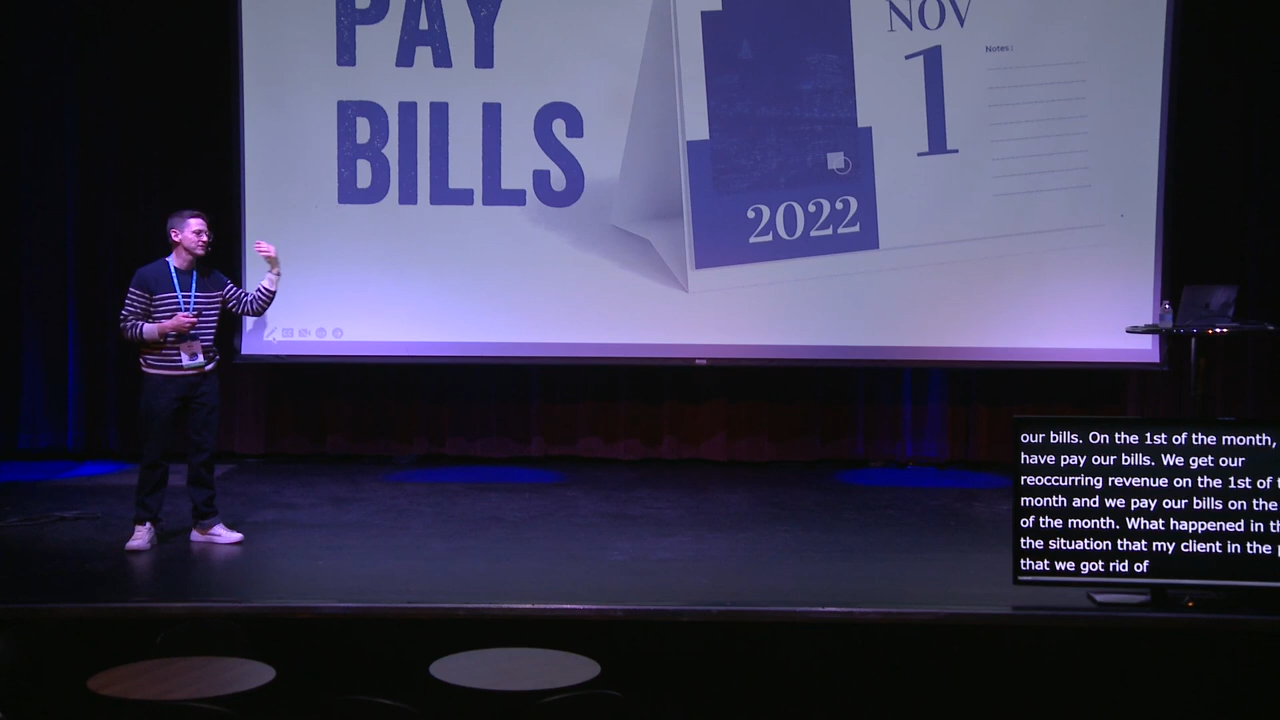 PAY
BILLS
NOV
1
Notes:
2022
our bills. On the 1st of the month,
have pay our bills. We get our
reoccurring revenue on the 1st of
month and we pay our bills on the
of the month. What happened in
the situation that my client in the
that we got rid of